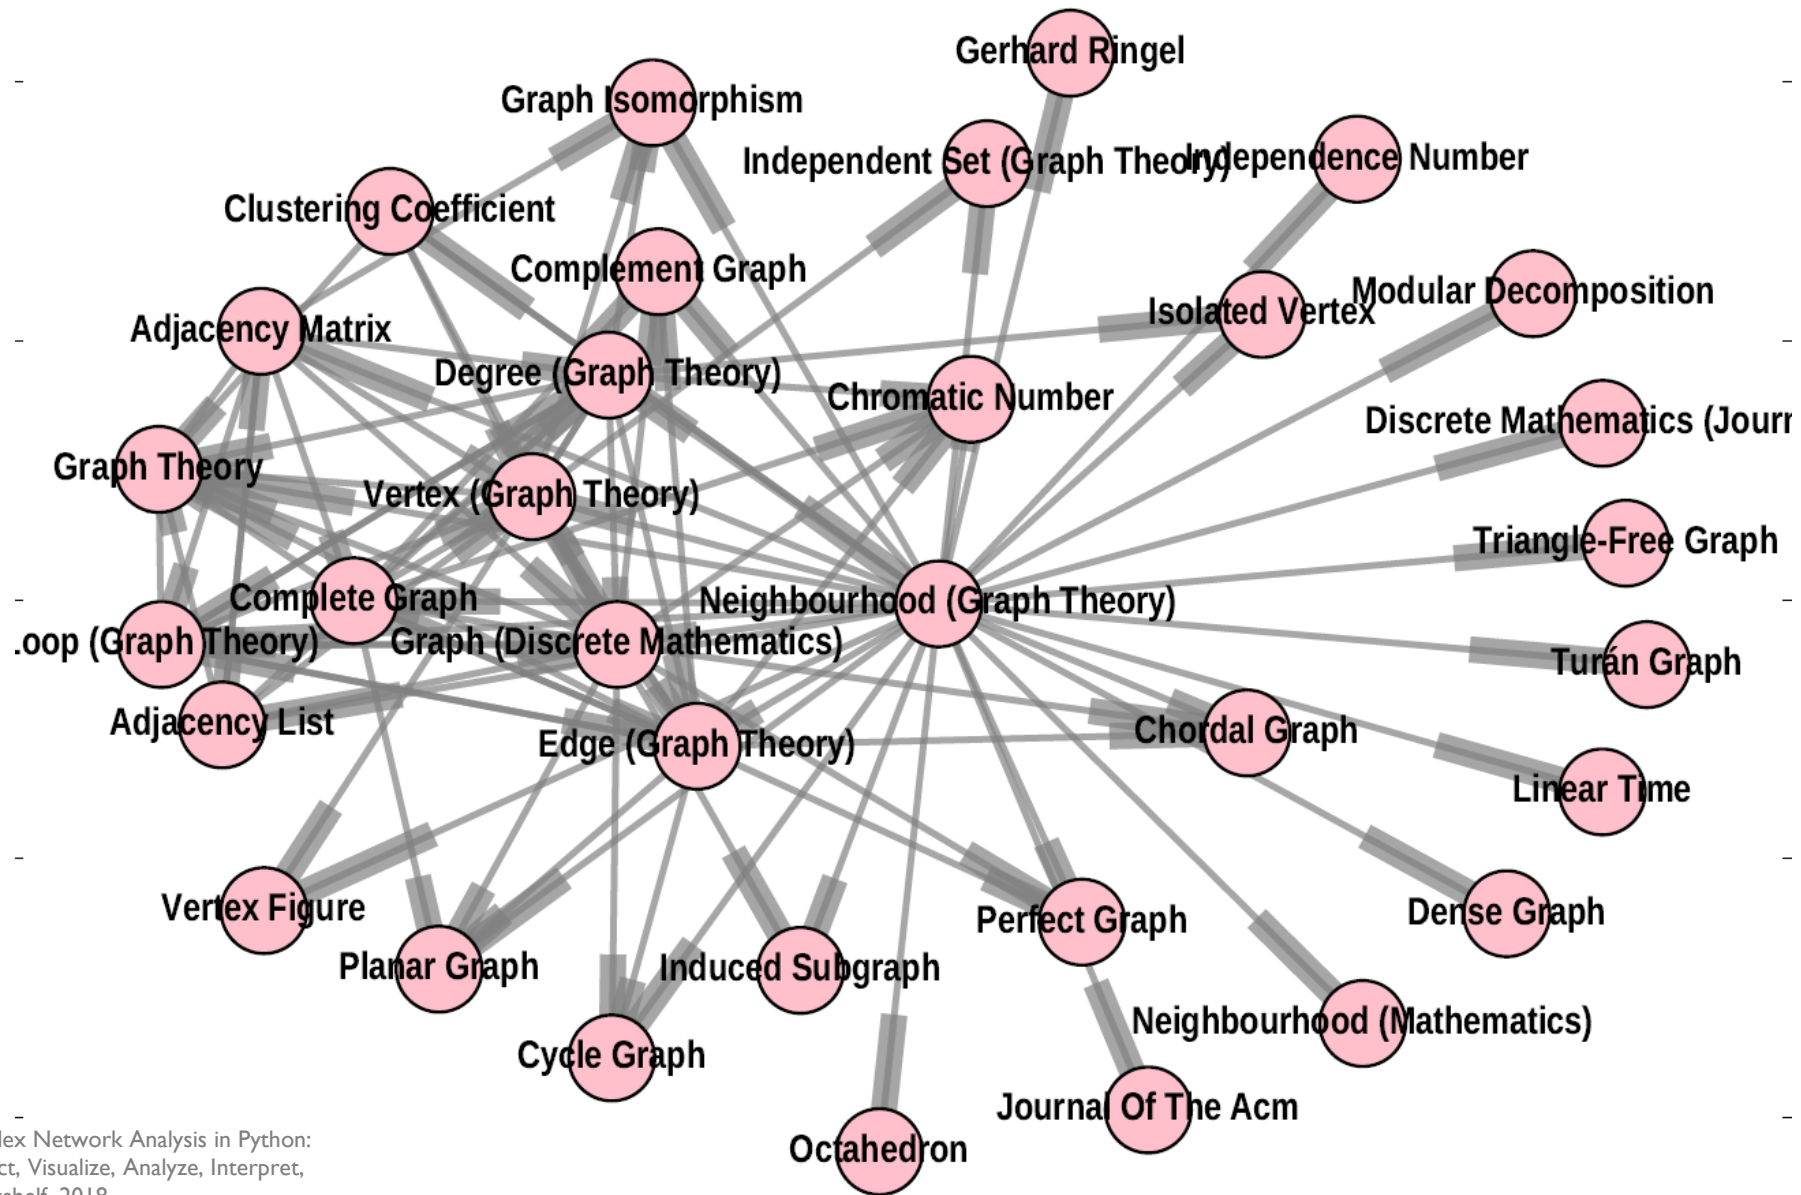 Gerhard Ringel
Graph Isomorphism
Independent Set (Graph Theory)
Independence Number
Clustering Coefficient
Complement Graph
Modular Decomposition
Isolated Vertex
Adjacency Matrix
Degree (Graph Theory)
Chromatic Number
Discrete Mathematics (Journ
Graph Theory
Vertex (Graph Theory)
Triangle-Free Graph
Complete Graph
Neighbourhood (Graph Theory)
oop (Graph Theory)
Graph (Discrete Mathematics)
Turán Graph
Adjacency List
Chordal Graph
Edge (Graph Theory)
Linear Time
Vertex Figure
Dense Graph
Perfect Graph
Planar Graph
Induced Subgraph
Neighbourhood (Mathematics)
Cycle Graph
Journal Of The Acm
Octahedron
lex Network Analysis in Python:
ct, Visualize, Analyze, Interpret,
2018